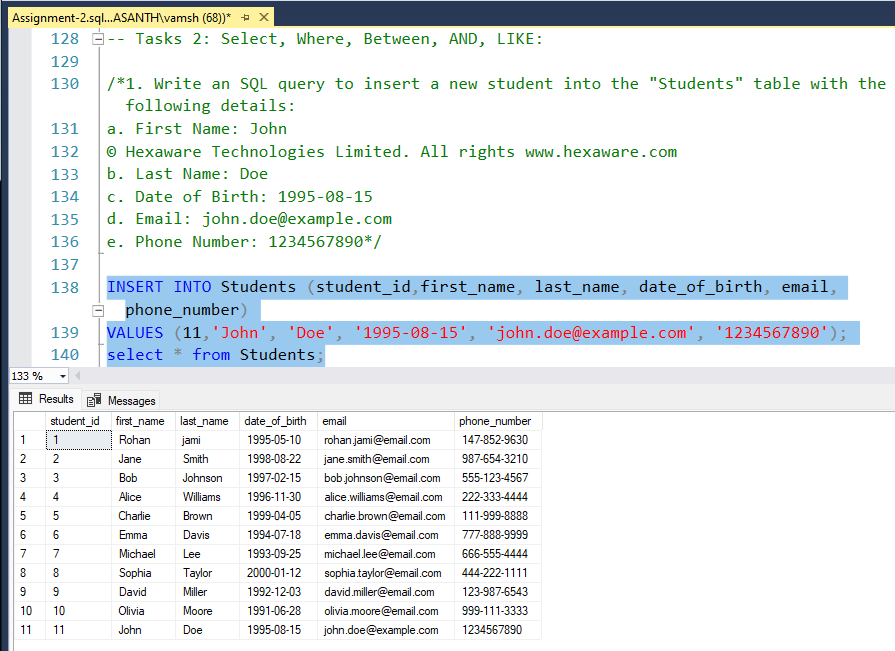 Assignment-2.sql...ASANTH\vamsh (68))*
128 -- Tasks 2: Select, Where, Between, AND, LIKE:
129
130 /*1. Write an SQL query to insert a new student into the "Students" table with the
following details:
131 a. First Name: John
132 © Hexaware Technologies Limited. All rights www.hexaware.com
133 b. Last Name: Doe
134 c. Date of Birth: 1995-08-15
135 d. Email: john.doe@example.com
136 e. Phone Number: 1234567890*/
137
138 INSERT INTO Students (student_id,first_name, last_name, date_of_birth, email,
phone_number)
139 VALUES (11,'John', 'Doe', '1995-08-15', 'john.doe@example.com', '1234567890');
140 select * from Students;
133 %
Results Messages
student_id first_name last_name date_of_birth email phone_number
1 1 Rohan jami 1995-05-10 rohan.jami@email.com 147-852-9630
2 2 Jane Smith 1998-08-22 jane.smith@email.com 987-654-3210
3 3 Bob Johnson 1997-02-15 bob.johnson@email.com 555-123-4567
4 4 Alice Williams 1996-11-30 alice.williams@email.com 222-333-4444
5 5 Charlie Brown 1999-04-05 charlie.brown@email.com 111-999-8888
6 6 Emma Davis 1994-07-18 emma.davis@email.com 777-888-9999
7 7 Michael Lee 1993-09-25 michael.lee@email.com 666-555-4444
8 8 Sophia Taylor 2000-01-12 sophia.taylor@email.com 444-222-1111
9 9 David Miller 1992-12-03 david.miller@email.com 123-987-6543
10 10 Olivia Moore 1991-06-28 olivia.moore@email.com 999-111-3333
11 11 John Doe 1995-08-15 john.doe@example.com 1234567890